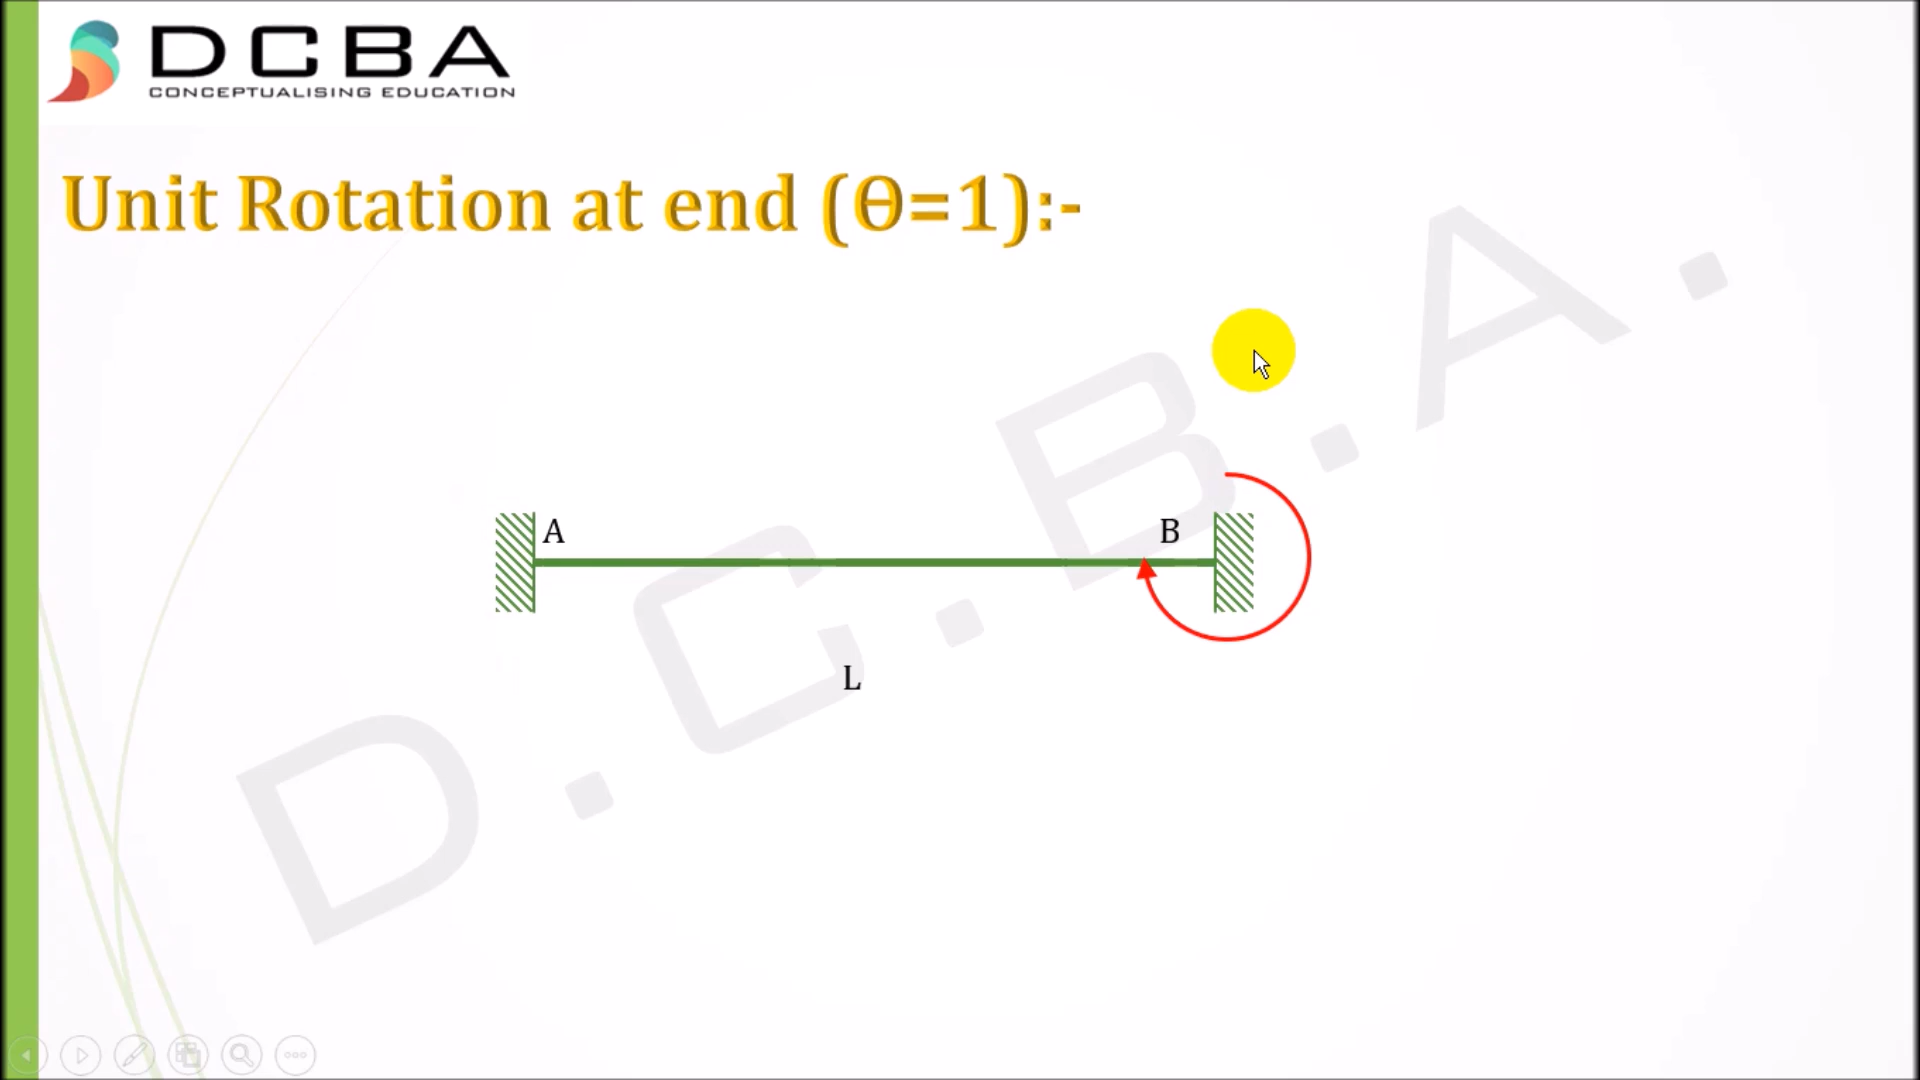 DCBA
CONCEPTUALISING EDUCATION
Unit Rotation at end (θ=1):-
A
B
L
D.C.B.A.